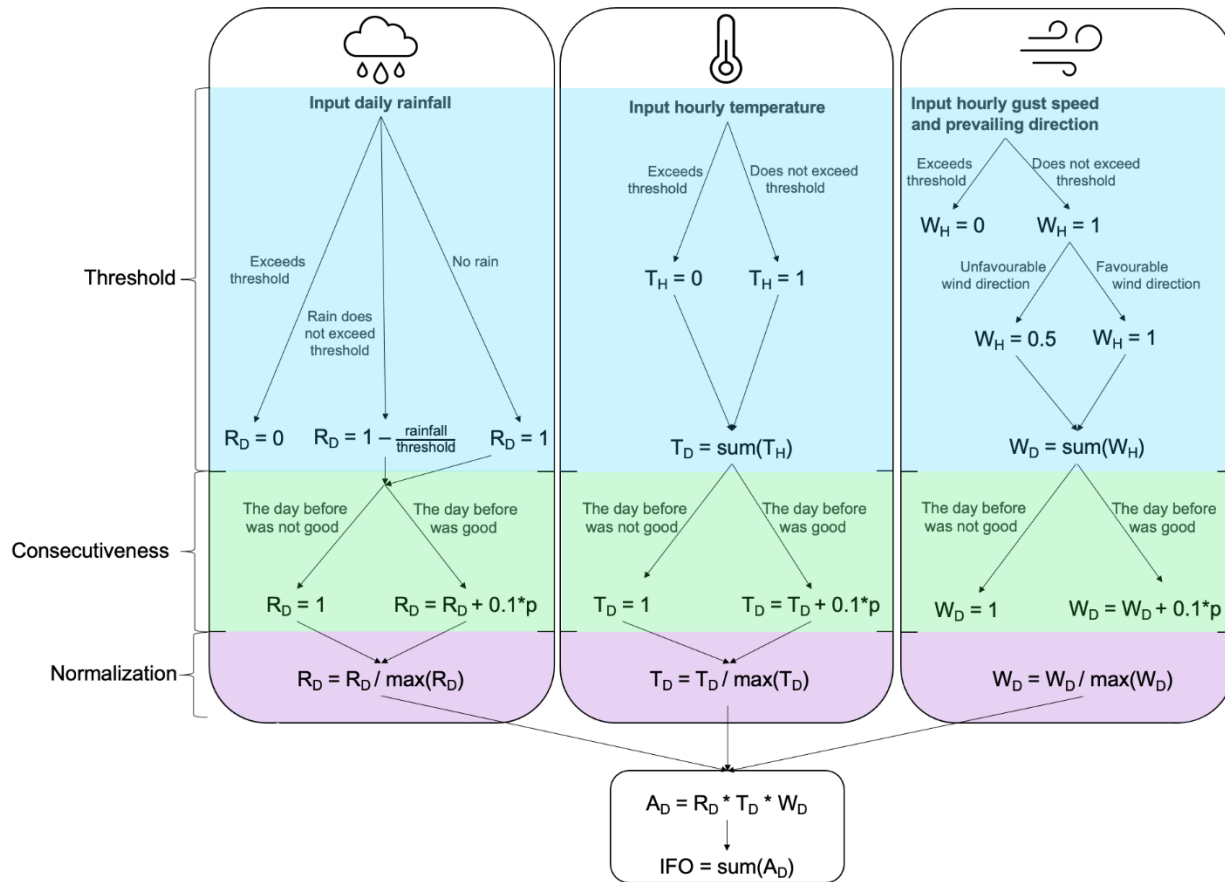 Input daily rainfall
Exceeds
threshold
Rain does
not exceed
threshold
No rain
R_D = 0
R_D = 1 − rainfall/threshold
R_D = 1
The day before
was not good
The day before
was good
R_D = 1
R_D = R_D + 0.1*p
R_D = R_D / max(R_D)
Input hourly temperature
Exceeds
threshold
Does not exceed
threshold
T_H = 0
T_H = 1
T_D = sum(T_H)
The day before
was not good
The day before
was good
T_D = 1
T_D = T_D + 0.1*p
T_D = T_D / max(T_D)
Input hourly gust speed
and prevailing direction
Exceeds
threshold
Does not exceed
threshold
W_H = 0
W_H = 1
Unfavourable
wind direction
Favourable
wind direction
W_H = 0.5
W_H = 1
W_D = sum(W_H)
The day before
was not good
The day before
was good
W_D = 1
W_D = W_D + 0.1*p
W_D = W_D / max(W_D)
Threshold
Consecutiveness
Normalization
A_D = R_D * T_D * W_D
IFO = sum(A_D)